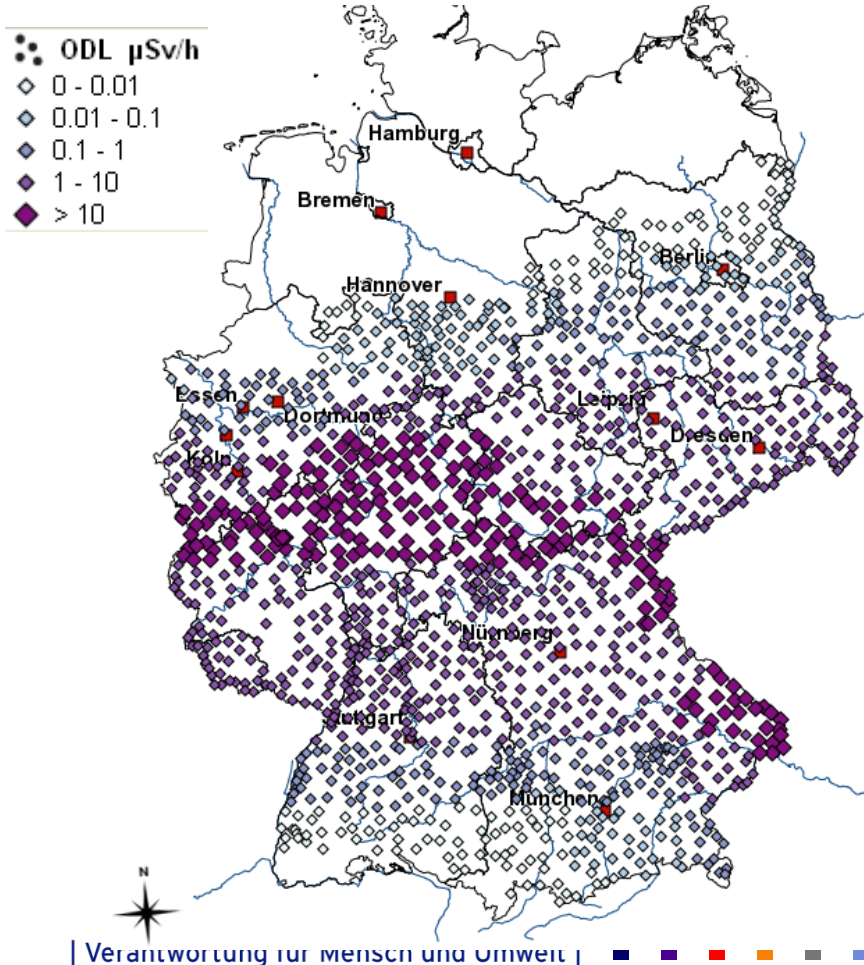 ODL µSv/h
0 - 0.01
0.01 - 0.1
0.1 - 1
1 - 10
> 10
Hamburg
Bremen
Berlin
Hannover
Essen
Dortmund
Leipzig
Dresden
Köln
Nürnberg
München
N
| Verantwortung für Mensch und Umwelt |